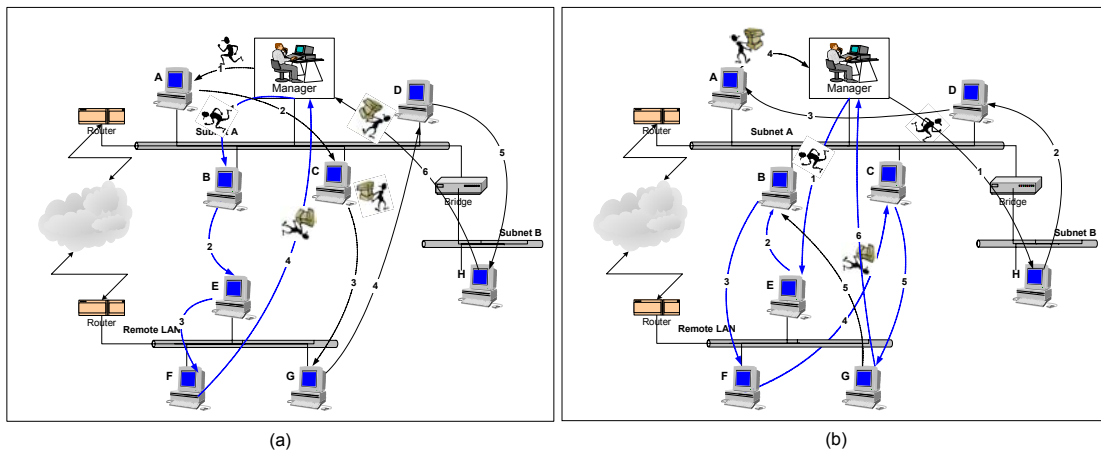 A
1
Manager
D
Router
2
Subnet A
5
B
C
6
Bridge
Subnet B
2
4
H
E
3
4
3
Router
Remote LAN
F
G
(a)
4
A
Manager
D
Router
3
Subnet A
2
B
1
C
1
Bridge
Subnet B
2
6
H
3
E
5
5
4
Router
Remote LAN
F
G
(b)